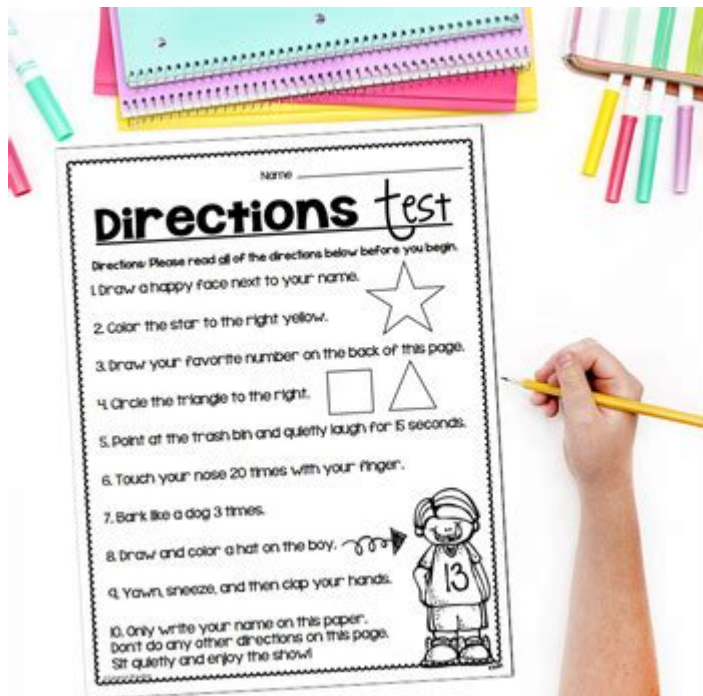 Name
Directions test
Directions: Please read all of the directions below before you begin.
1. Draw a happy face next to your name.
2. Color the star to the right yellow.
3. Draw your favorite number on the back of this page.
4. Circle the triangle to the right.
5. Point at the trash bin and quietly laugh for 15 seconds.
6. Touch your nose 20 times with your finger.
7. Bark like a dog 3 times.
8. Draw and color a hat on the boy.
13
9. Yawn, sneeze, and then clap your hands.
10. Only write your name on this paper.
Don't do any other directions on this page.
Sit quietly and enjoy the show!